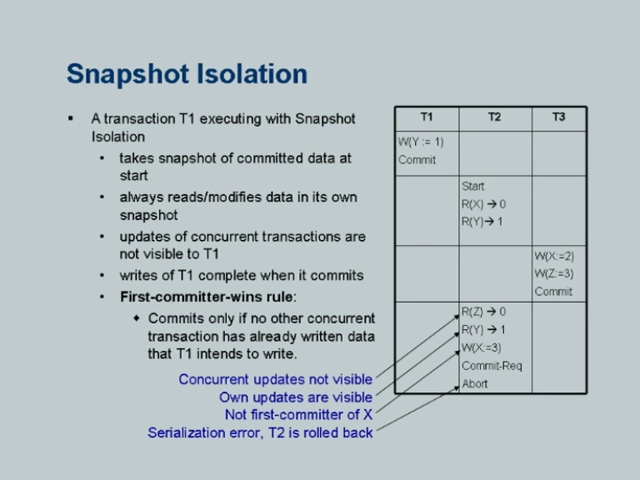 Snapshot Isolation
▪ A transaction T1 executing with Snapshot
Isolation
• takes snapshot of committed data at
start
• always reads/modifies data in its own
snapshot
• updates of concurrent transactions are
not visible to T1
• writes of T1 complete when it commits
• First-committer-wins rule:
◆ Commits only if no other concurrent
transaction has already written data
that T1 intends to write.
Concurrent updates not visible
Own updates are visible
Not first-committer of X
Serialization error, T2 is rolled back
T1 T2 T3
W(Y := 1)
Commit
Start
R(X) → 0
R(Y)→ 1
W(X:=2)
W(Z:=3)
Commit
R(Z) → 0
R(Y) → 1
W(X:=3)
Commit-Req
Abort